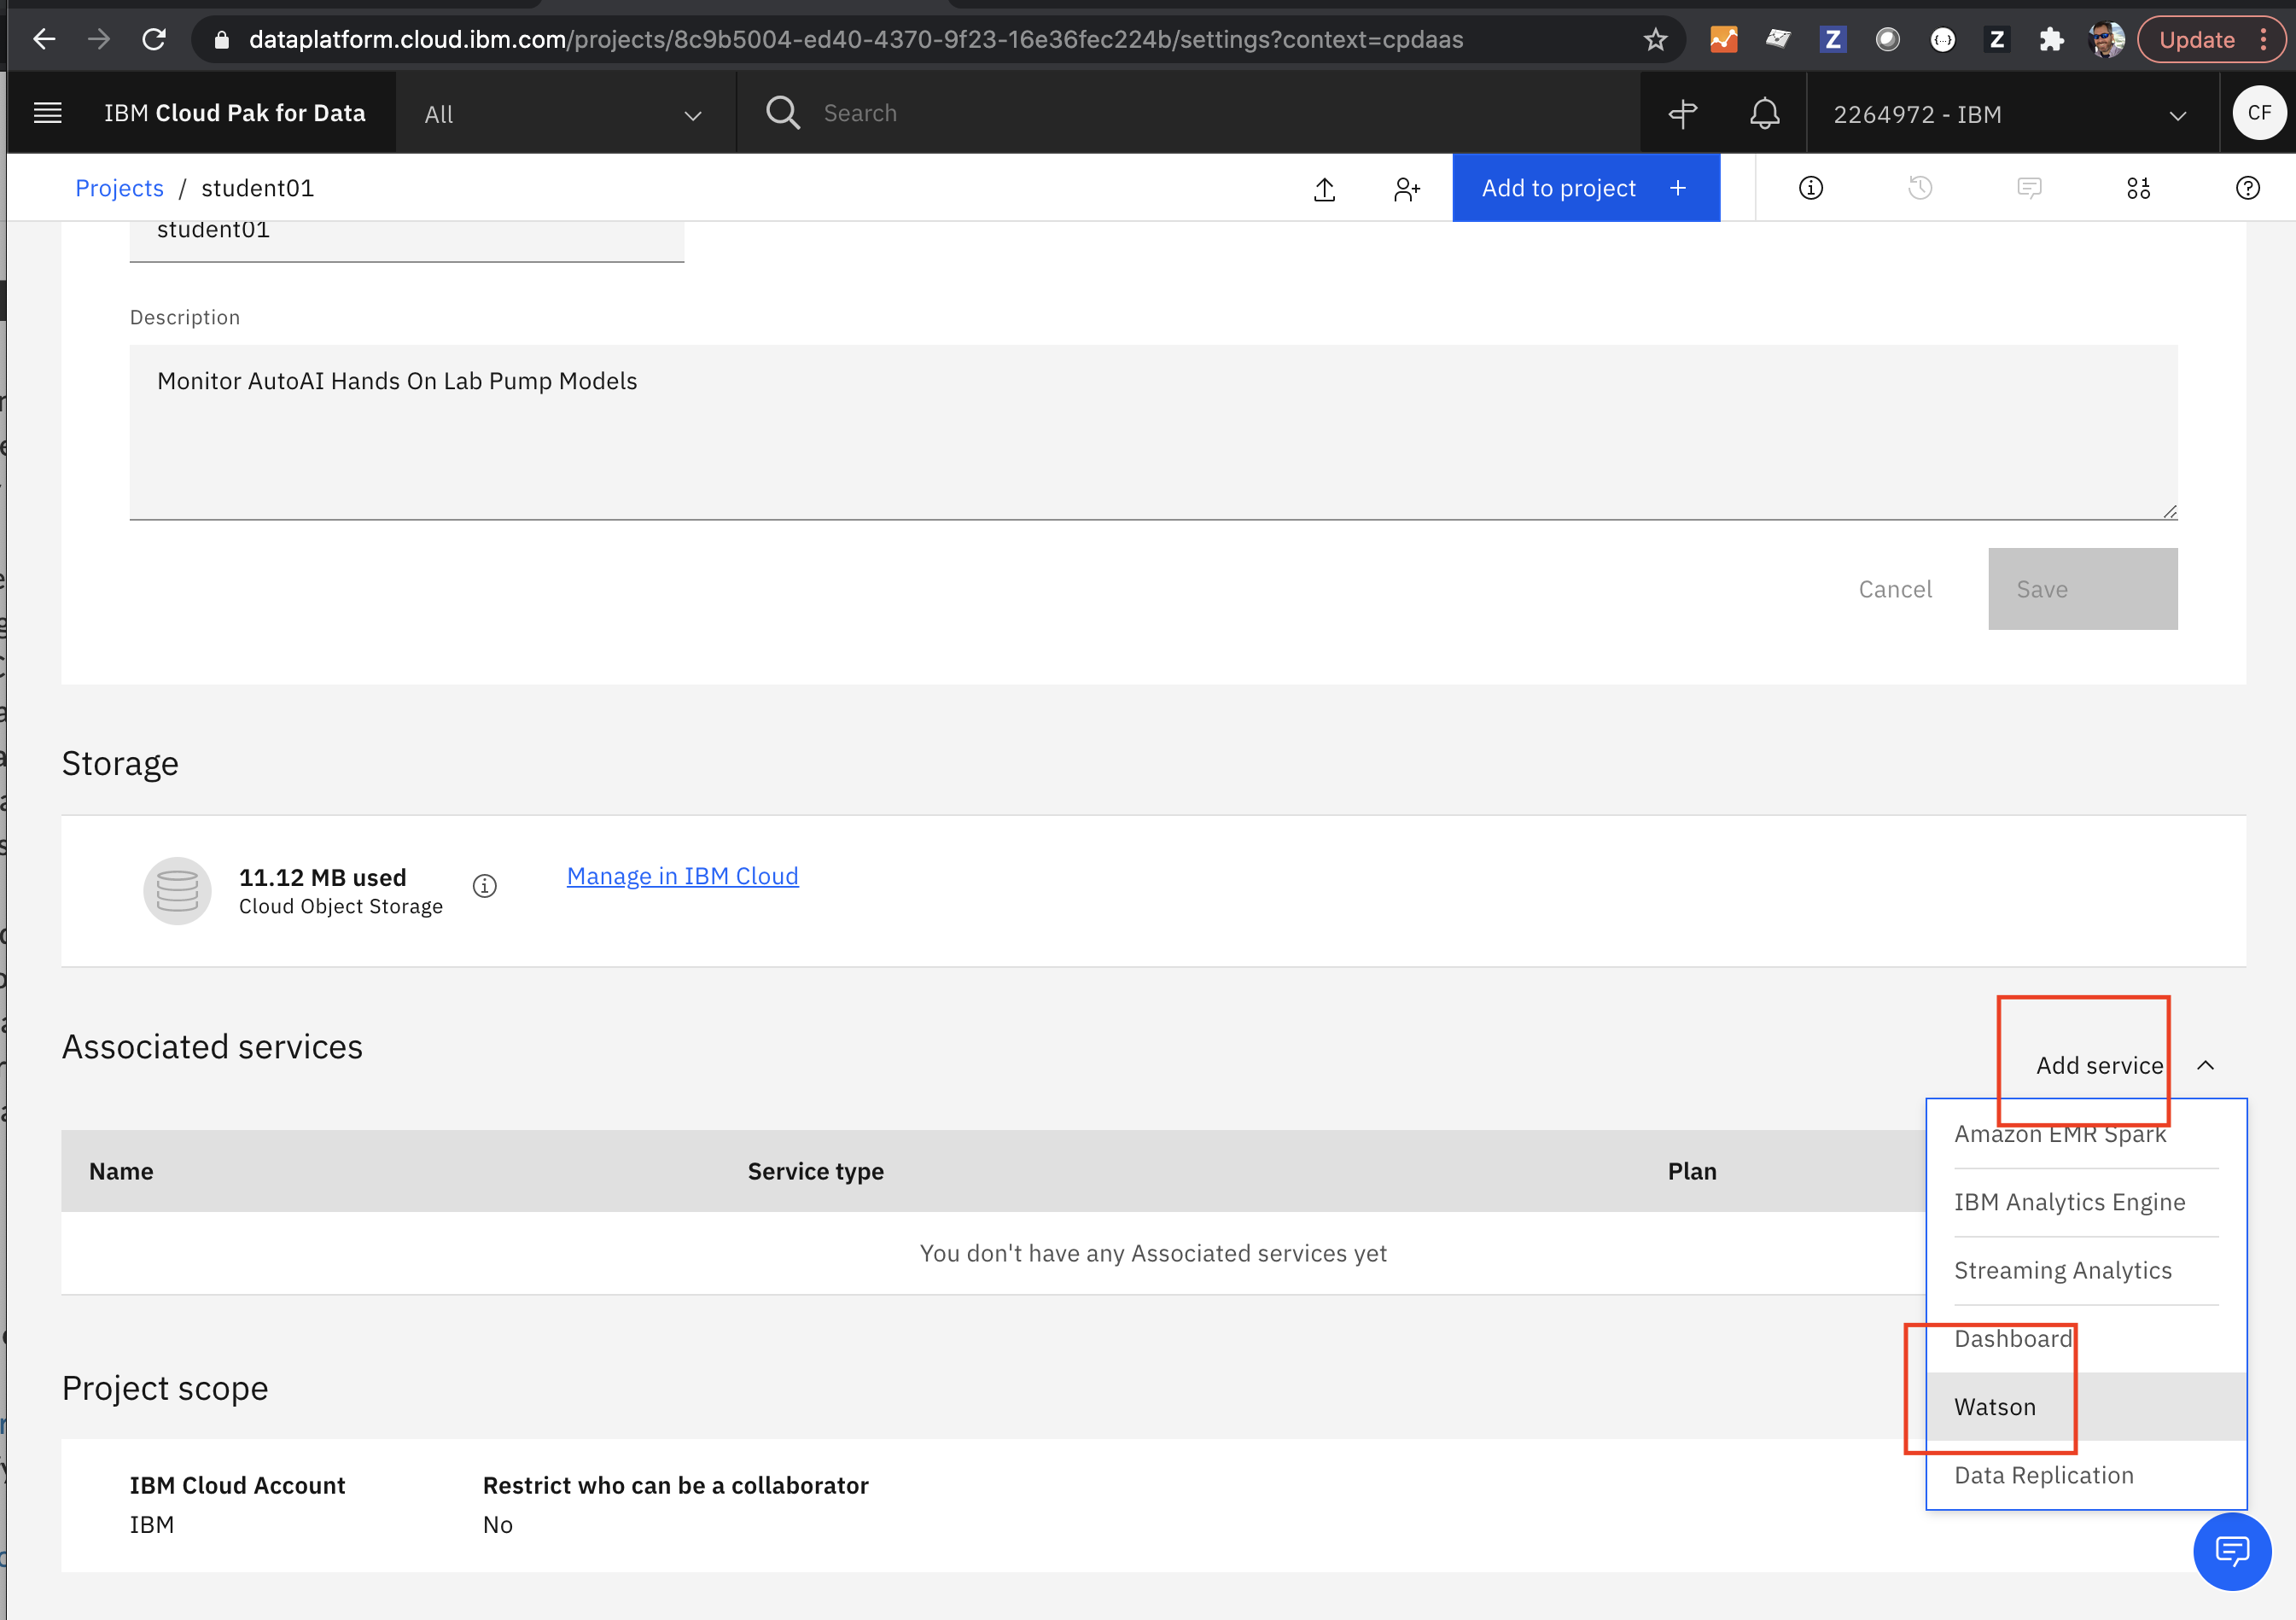 dataplatform.cloud.ibm.com/projects/8c9b5004-ed40-4370-9f23-16e36fec224b/settings?context=cpdaas
Update
IBM Cloud Pak for Data
All
Search
2264972 - IBM
CF
Projects / student01
Add to project +
student01
Description
Monitor AutoAI Hands On Lab Pump Models
Cancel
Save
Storage
11.12 MB used
Cloud Object Storage
Manage in IBM Cloud
Associated services
Add service
Name
Service type
Plan
You don't have any Associated services yet
Amazon EMR Spark
IBM Analytics Engine
Streaming Analytics
Dashboard
Watson
Data Replication
Project scope
IBM Cloud Account
Restrict who can be a collaborator
IBM
No